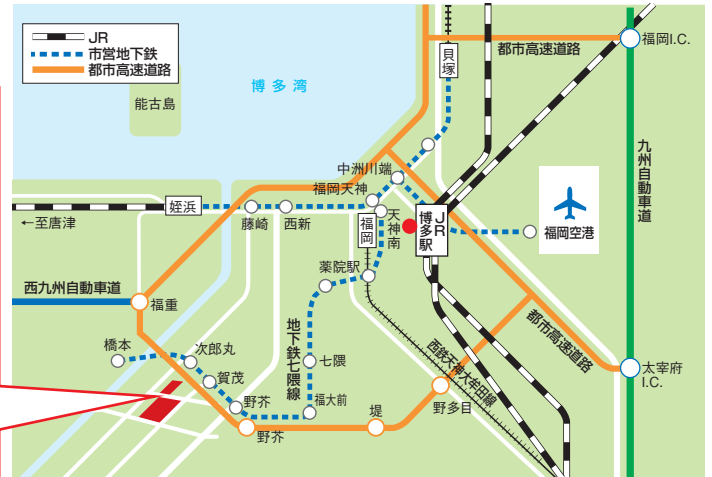 JR
市営地下鉄
都市高速道路
博多湾
能古島
貝塚
都市高速道路
福岡I.C.
九州自動車道
中洲川端
福岡天神
姪浜
←至唐津
藤崎
西新
福岡
天神南
JR
博多駅
福岡空港
薬院駅
西九州自動車道
福重
橋本
次郎丸
賀茂
野芥
地下鉄七隈線
七隈
福大前
西鉄天神大牟田線
都市高速道路
太宰府
I.C.
野芥
堤
野多目